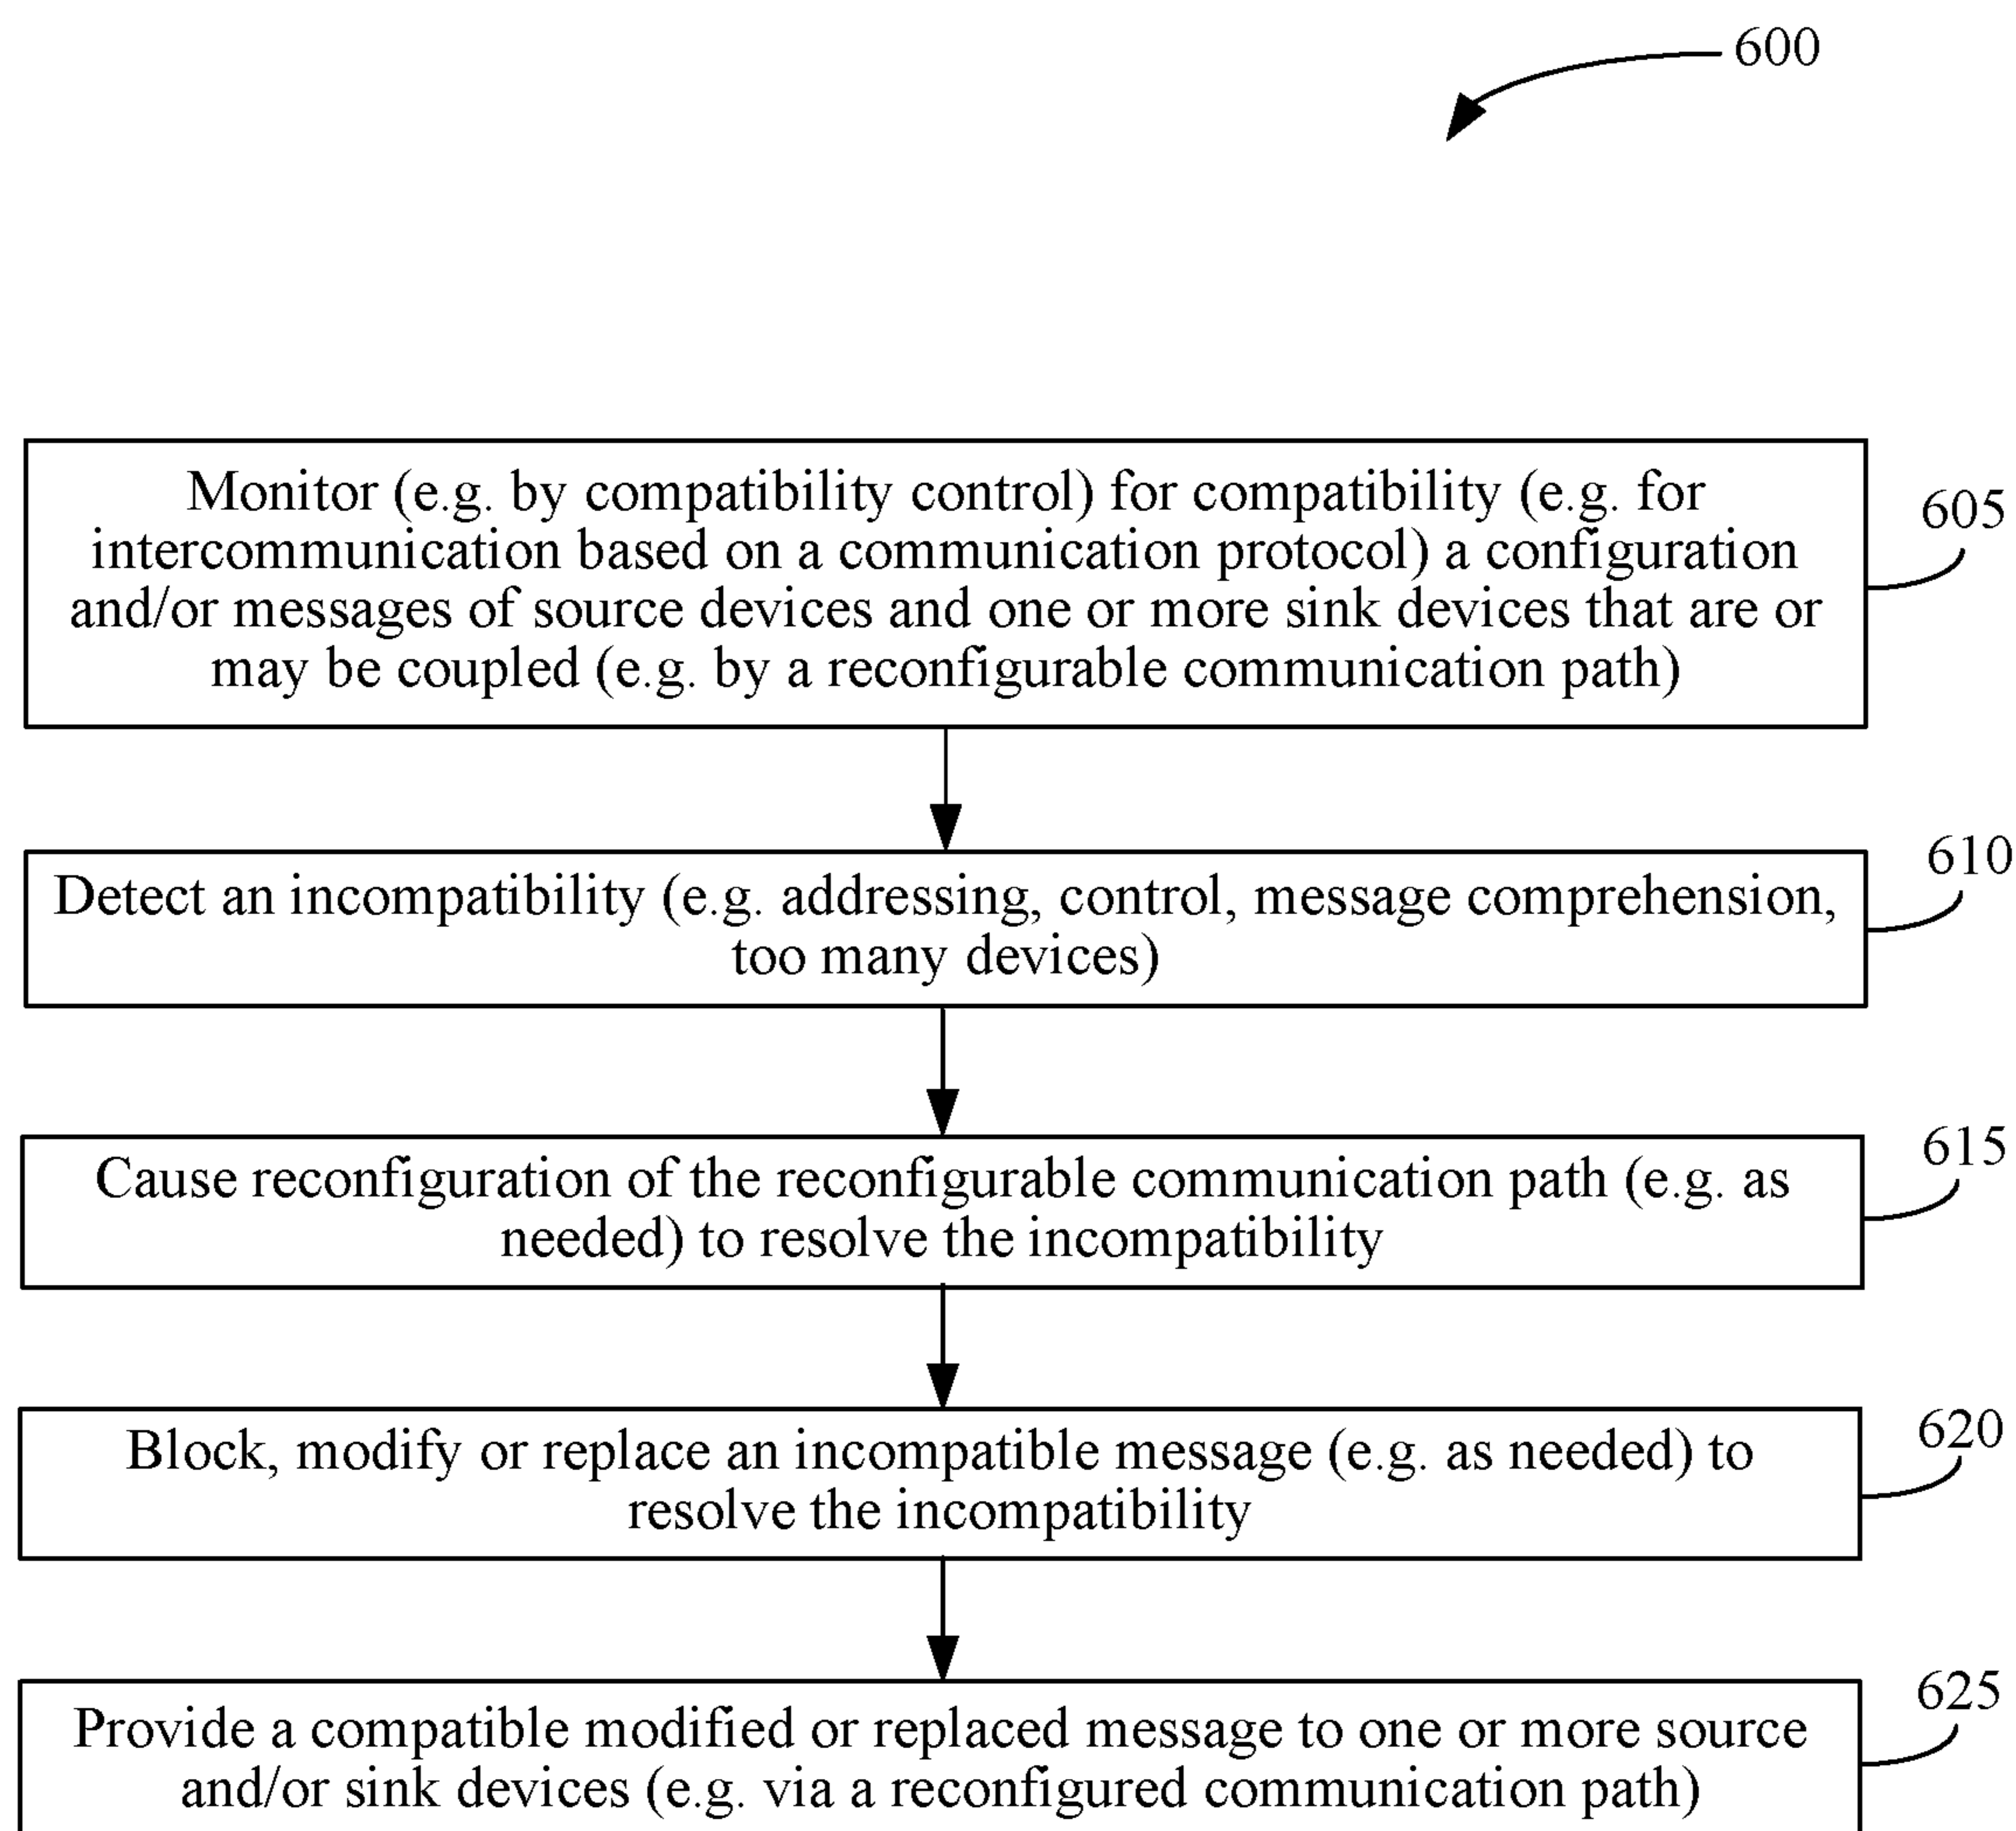 600
Monitor (e.g. by compatibility control) for compatibility (e.g. for
intercommunication based on a communication protocol) a configuration
and/or messages of source devices and one or more sink devices that are or
may be coupled (e.g. by a reconfigurable communication path)
605
Detect an incompatibility (e.g. addressing, control, message comprehension,
too many devices)
610
Cause reconfiguration of the reconfigurable communication path (e.g. as
needed) to resolve the incompatibility
615
Block, modify or replace an incompatible message (e.g. as needed) to
resolve the incompatibility
620
Provide a compatible modified or replaced message to one or more source
and/or sink devices (e.g. via a reconfigured communication path)
625